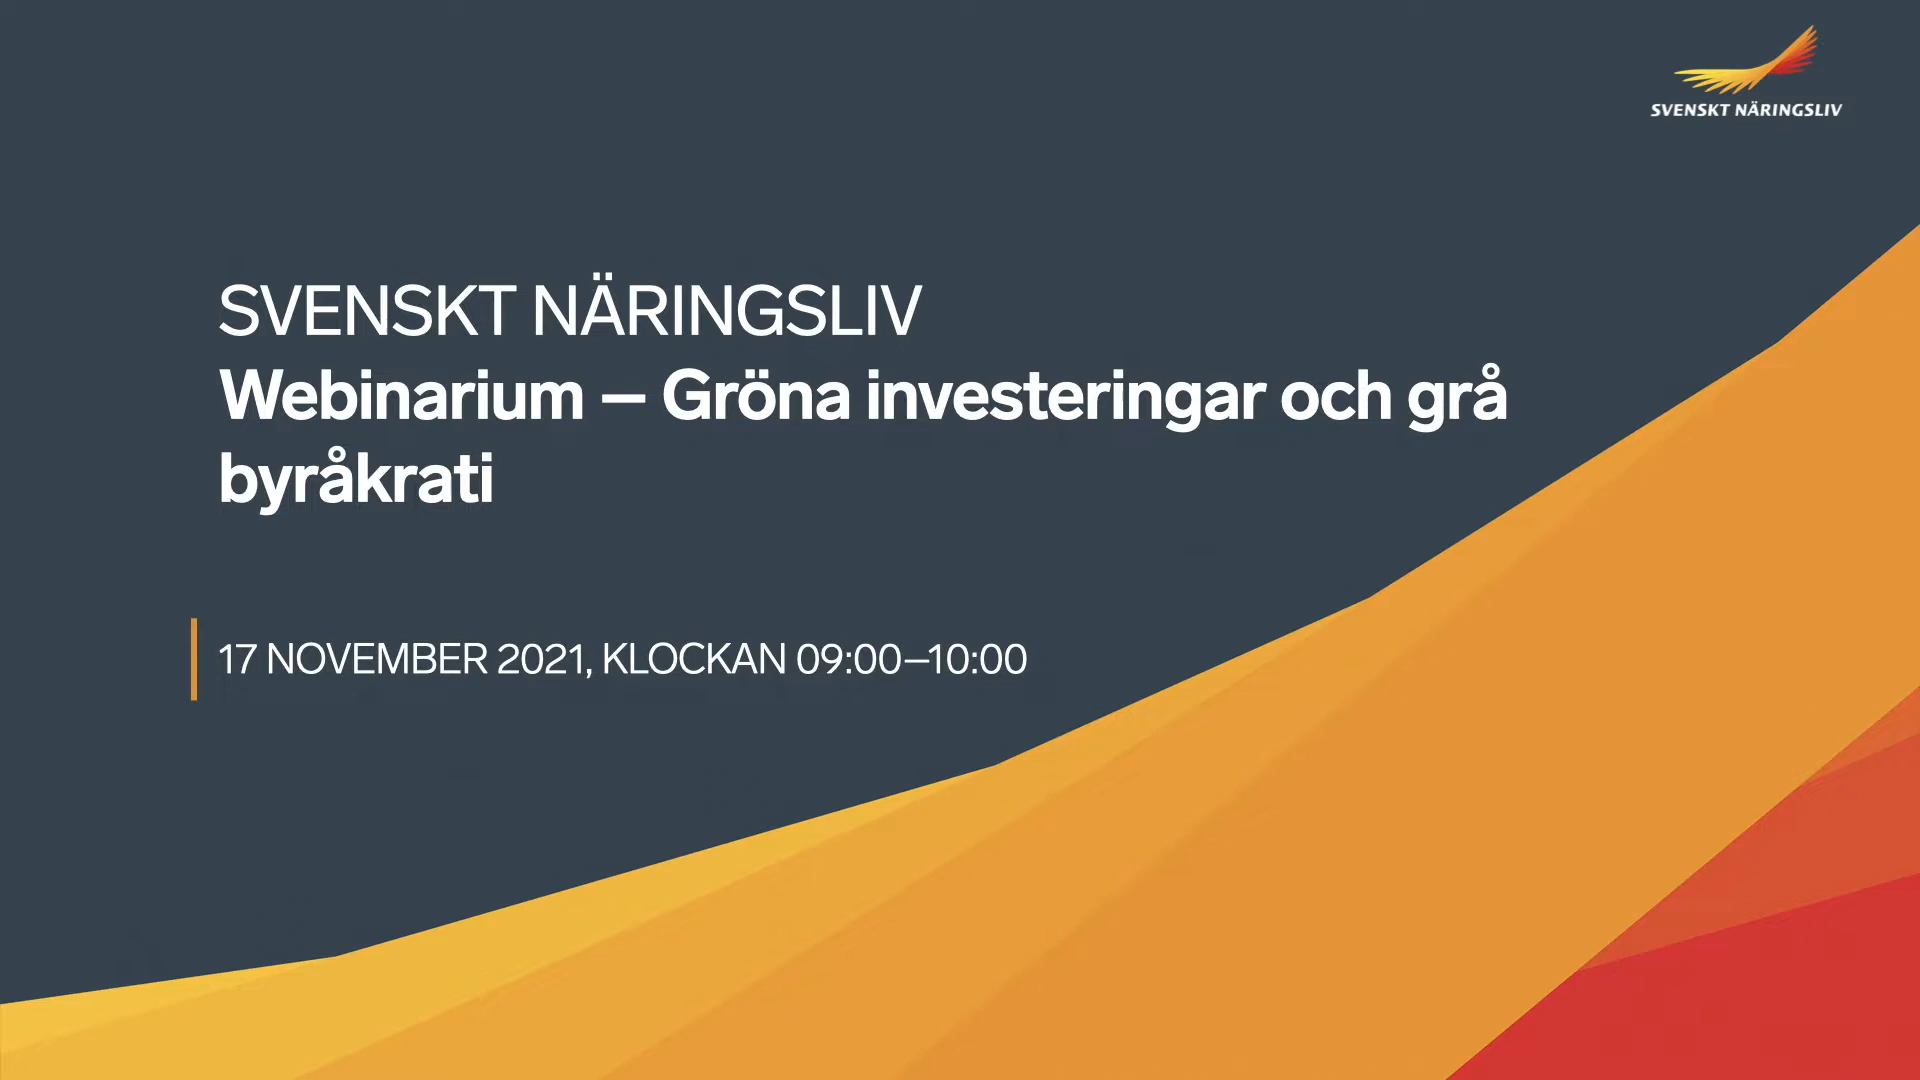 SVENSKT NÄRINGSLIV
SVENSKT NÄRINGSLIV
Webinarium – Gröna investeringar och grå
byråkrati
17 NOVEMBER 2021, KLOCKAN 09:00–10:00